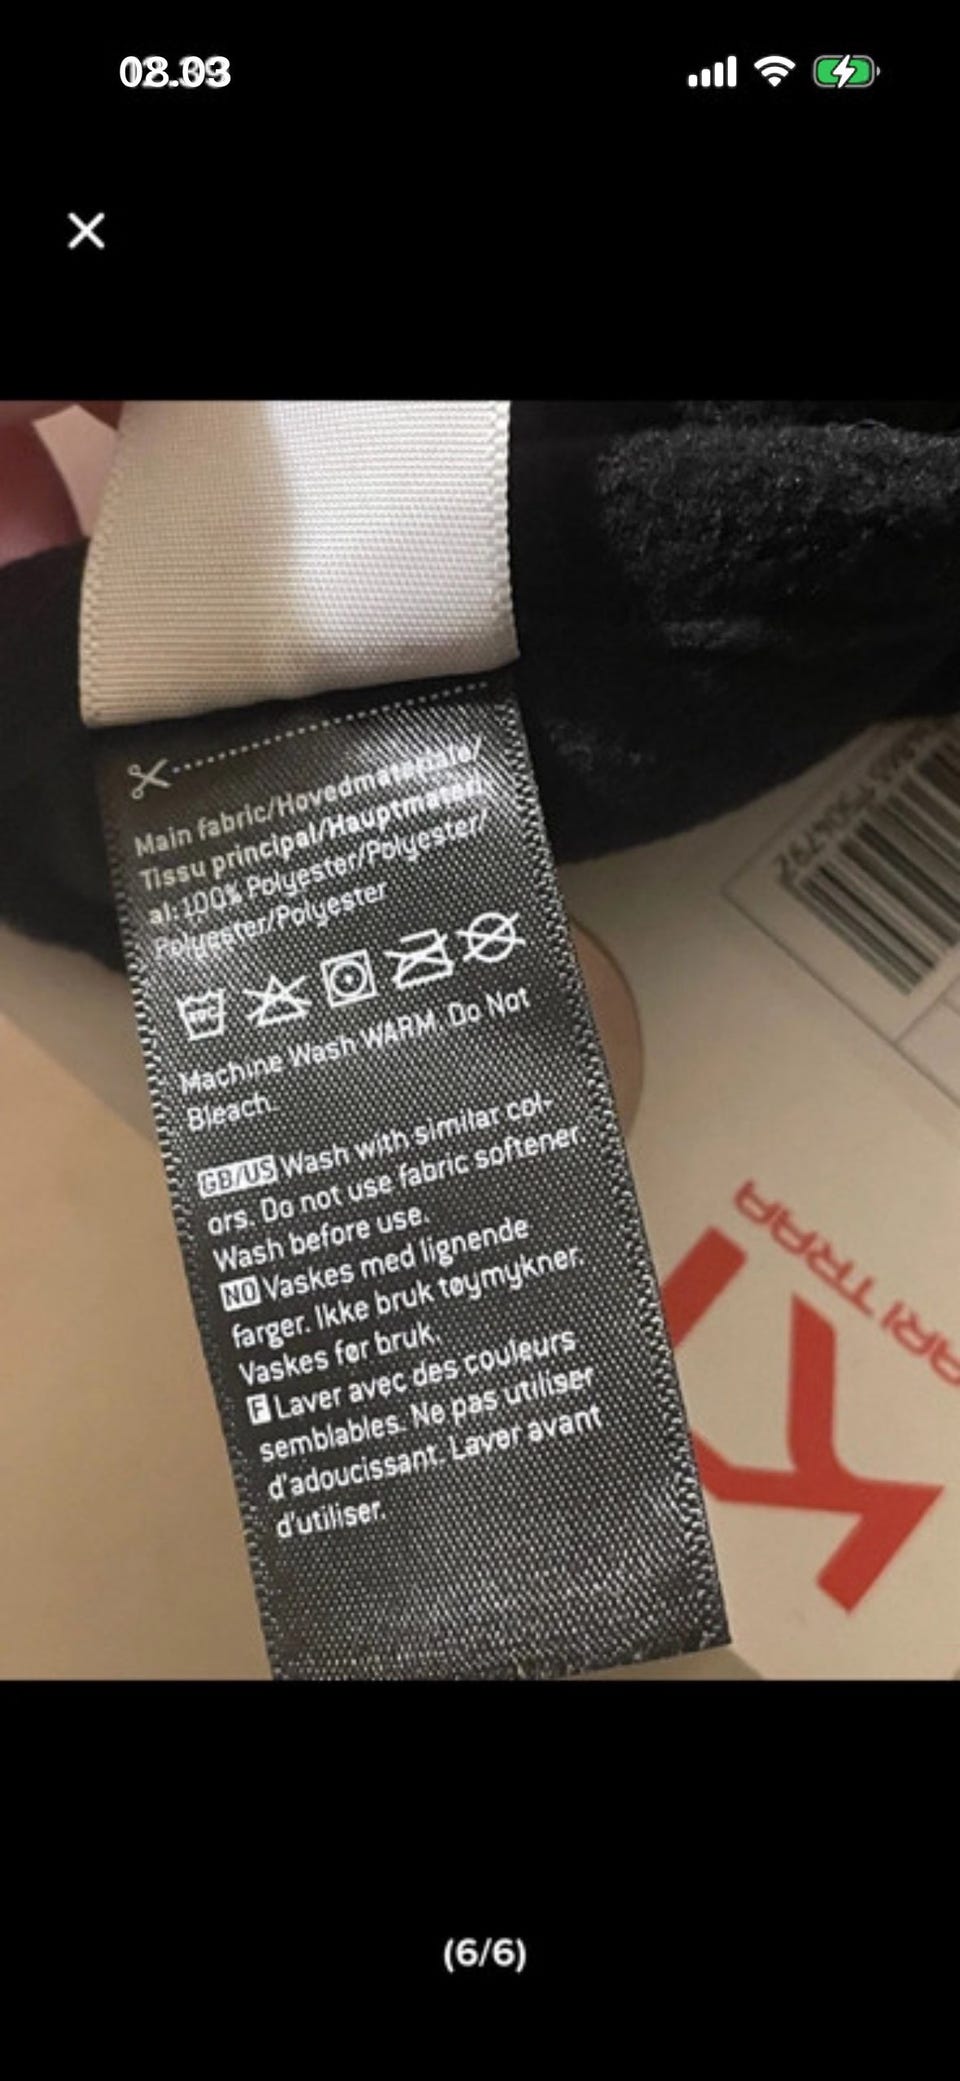 08.03
Main fabric/Hovedmateriale/
Tissu principal/Hauptmateri
al:100% Polyester/Polyester/
Polyester/Polyester
Machine Wash WARM. Do Not
Bleach.
GB/US Wash with similar col-
ors. Do not use fabric softener.
Wash before use.
NO Vaskes med lignende
farger. Ikke bruk tøymykner.
Vaskes før bruk.
F Laver avec des couleurs
semblables. Ne pas utiliser
d'adoucissant. Laver avant
d'utiliser.
ARI TRAA
K
(6/6)